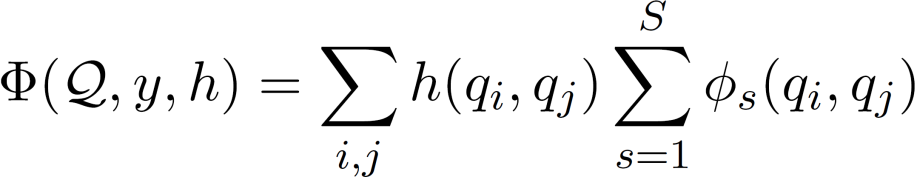 Φ(𝒬, y, h) = ∑_{i,j} h(q_i, q_j) ∑_{s=1}^{S} ϕ_s(q_i, q_j)